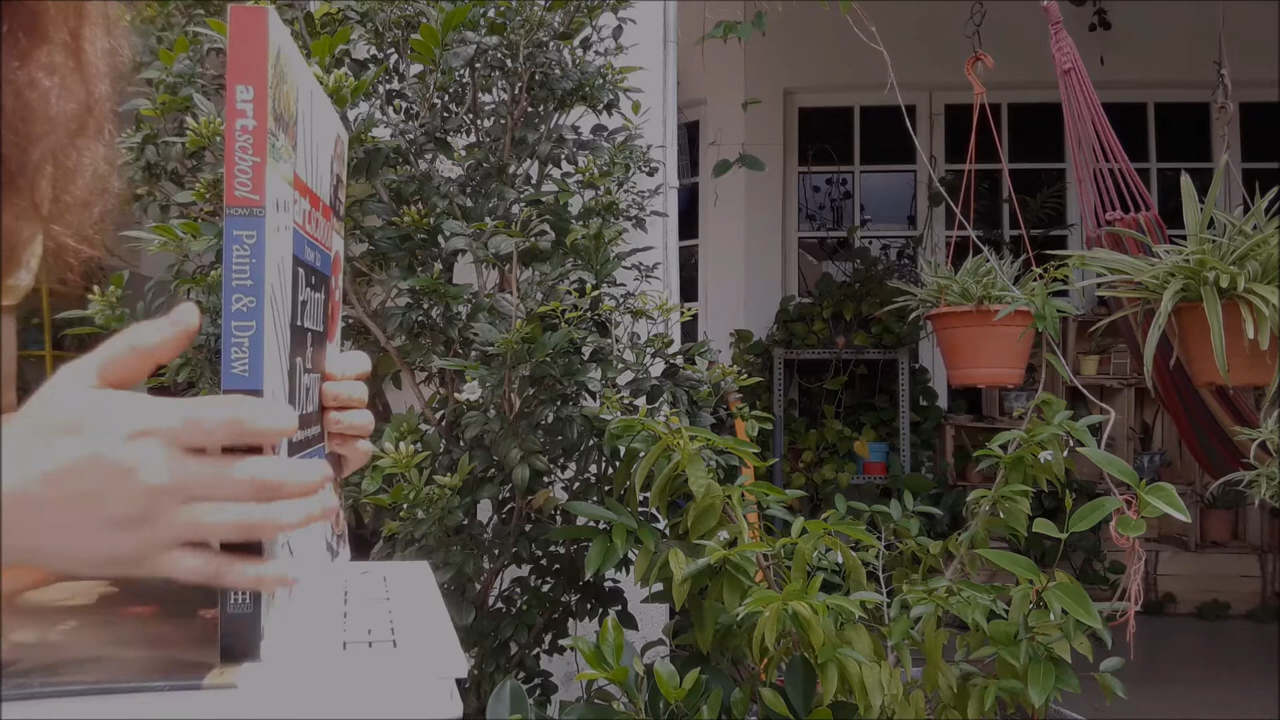 artschool
HOW TO
Paint & Draw
artschool
how to
Paint
&
Draw